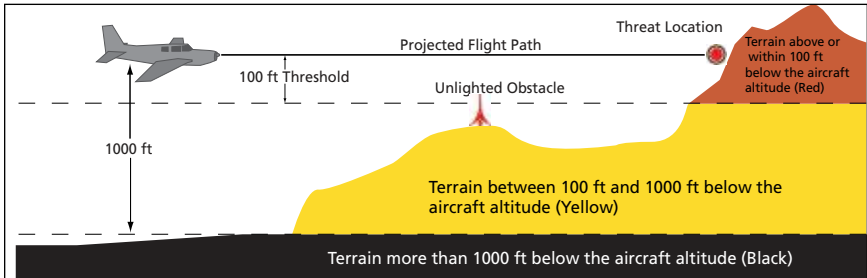 Threat Location
Projected Flight Path
100 ft Threshold
Unlighted Obstacle
Terrain above or
within 100 ft
below the aircraft
altitude (Red)
1000 ft
Terrain between 100 ft and 1000 ft below the
aircraft altitude (Yellow)
Terrain more than 1000 ft below the aircraft altitude (Black)